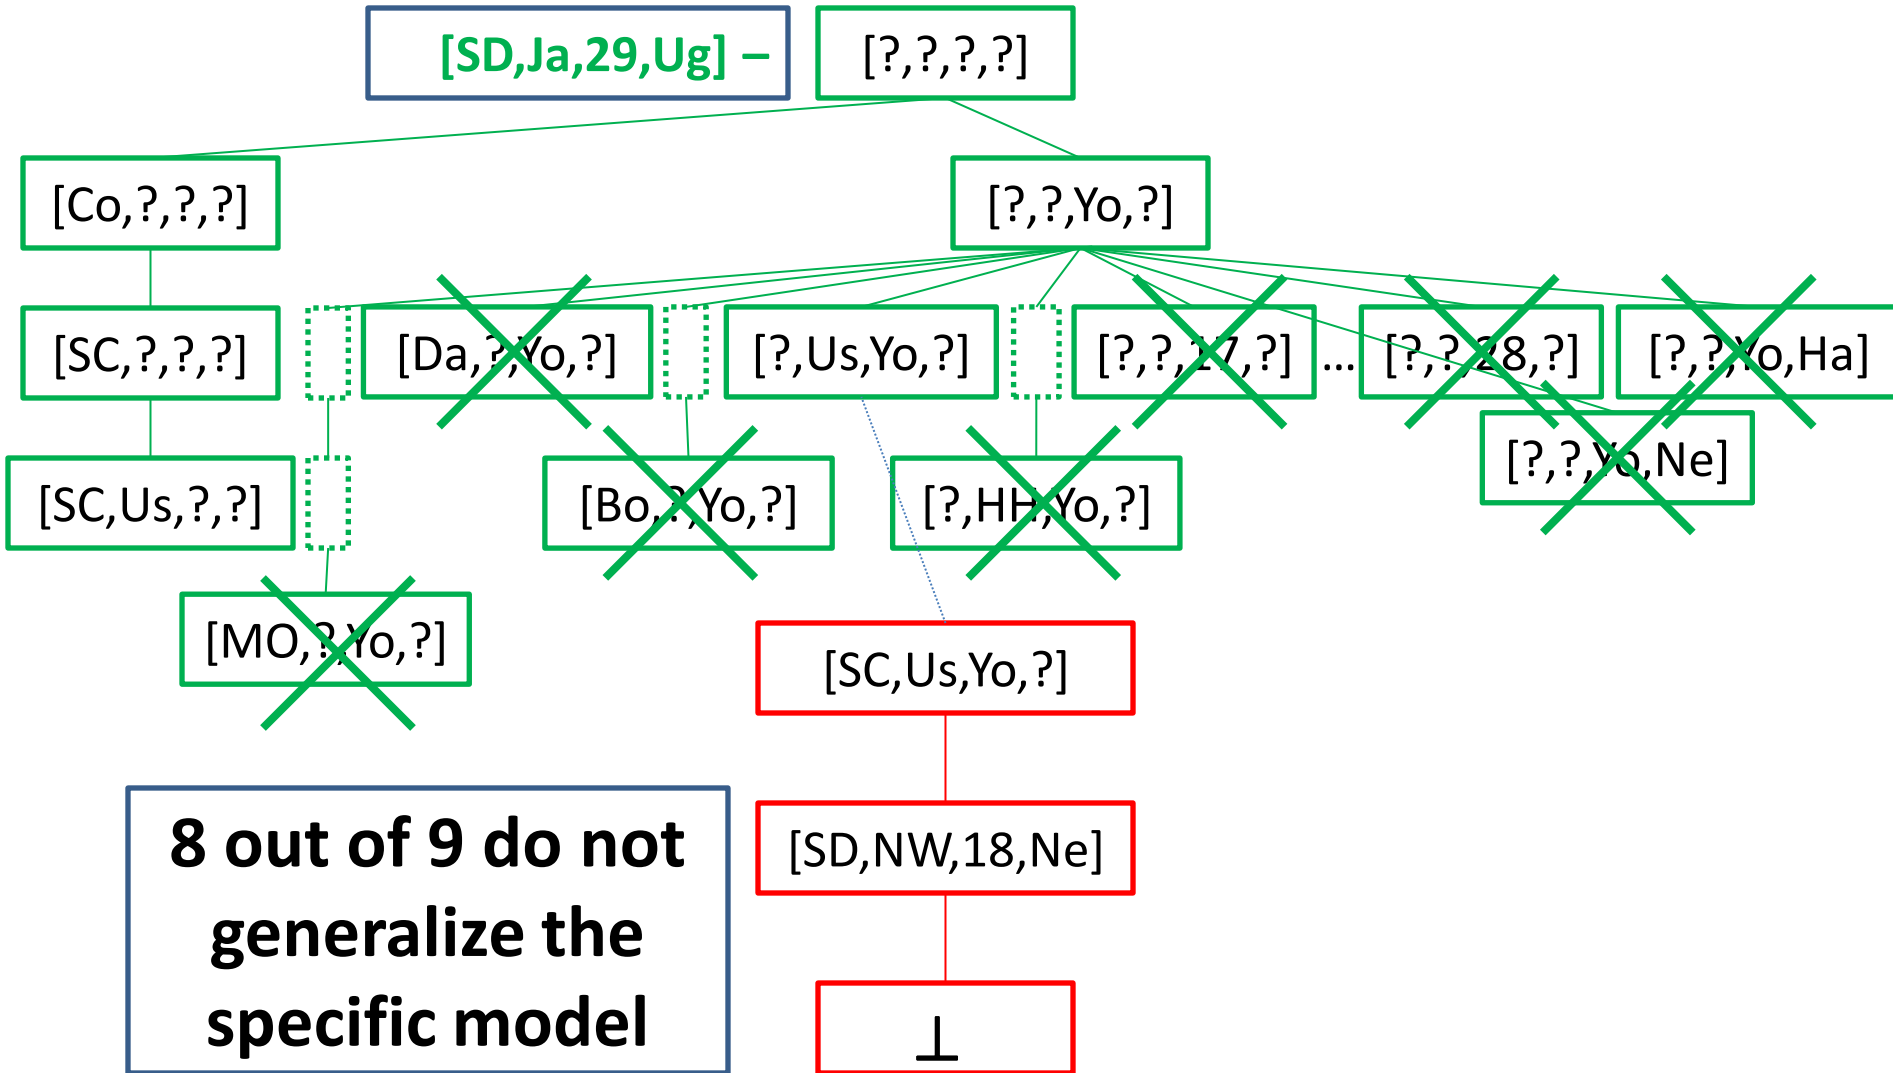 [SD,Ja,29,Ug] –
[?,?,?,?]
[Co,?,?,?]
[?,?,Yo,?]
[SC,?,?,?]
[Da,?,Yo,?]
[?,Us,Yo,?]
[?,?,17,?]
...
[?,?,28,?]
[?,?,Yo,Ha]
[?,?,Yo,Ne]
[SC,Us,?,?]
[Bo,?,Yo,?]
[?,HH,Yo,?]
[MO,?,Yo,?]
[SC,Us,Yo,?]
[SD,NW,18,Ne]
8 out of 9 do not
generalize the
specific model
⊥